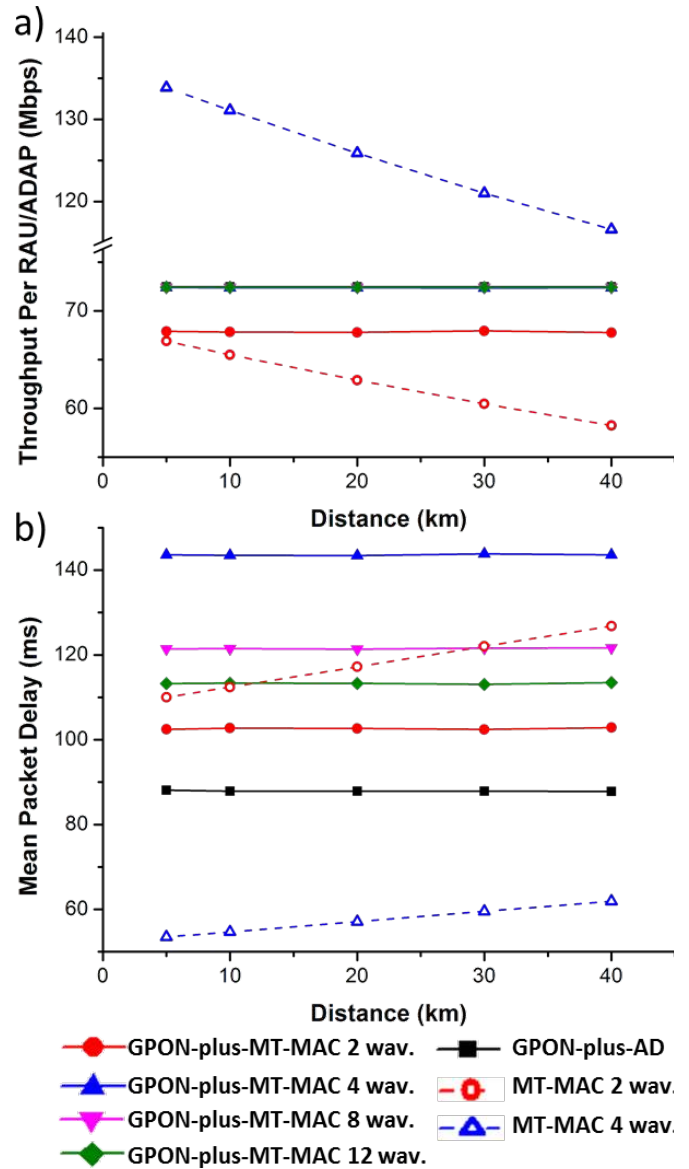 a)
140
130
120
70
60
Throughput Per RAU/ADAP (Mbps)
0 10 20 30 40
Distance (km)
b)
140
120
100
80
60
Mean Packet Delay (ms)
0 10 20 30 40
Distance (km)
GPON-plus-MT-MAC 2 wav.
GPON-plus-AD
GPON-plus-MT-MAC 4 wav.
MT-MAC 2 wav.
GPON-plus-MT-MAC 8 wav.
MT-MAC 4 wav.
GPON-plus-MT-MAC 12 wav.